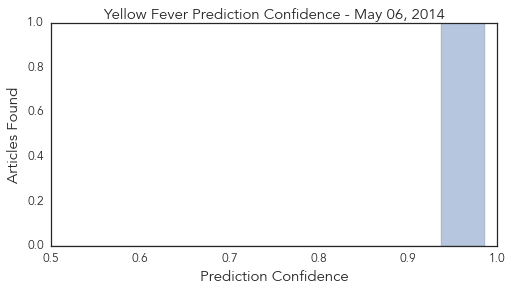 Yellow Fever Prediction Confidence - May 06, 2014
1.0
0.8
0.6
0.4
0.2
0.0
Articles Found
0.5 0.6 0.7 0.8 0.9 1.0
Prediction Confidence